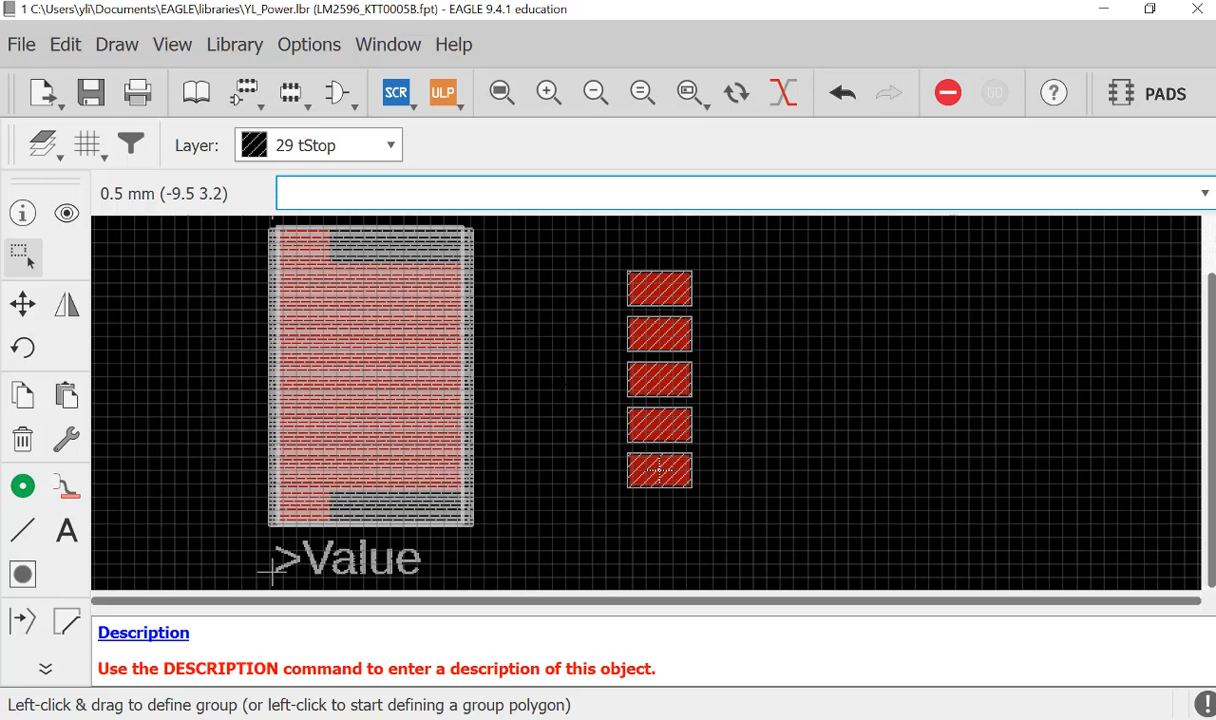 1 C:\Users\yli\Documents\EAGLE\libraries\YL_Power.lbr (LM2596_KTT0005B.fpt) - EAGLE 9.4.1 education
File Edit Draw View Library Options Window Help
SCR ULP PADS
Layer: 29 tStop
0.5 mm (-9.5 3.2)
>Value
Description
Use the DESCRIPTION command to enter a description of this object.
Left-click & drag to define group (or left-click to start defining a group polygon)